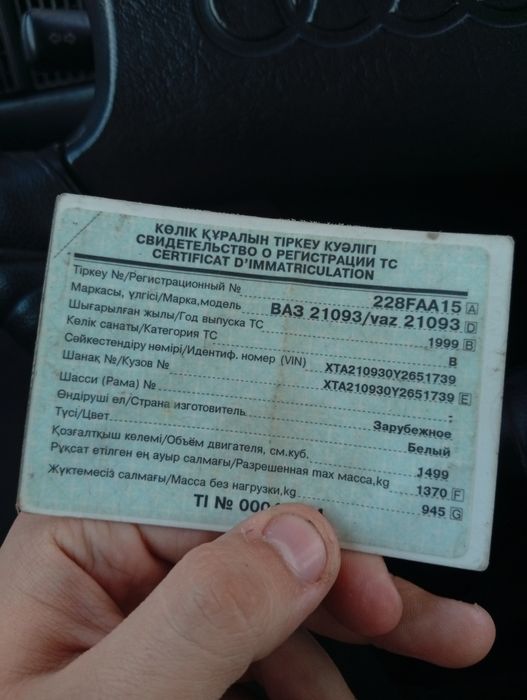 КӨЛІК ҚҰРАЛЫН ТІРКЕУ КУӘЛІГІ
СВИДЕТЕЛЬСТВО О РЕГИСТРАЦИИ ТС
CERTIFICAT D'IMMATRICULATION
Тіркеу №/Регистрационный № 228FAA15 A
Маркасы, үлгісі/Марка,модель ВАЗ 21093/vaz 21093 D
Шығарылған жылы/Год выпуска ТС 1999 B
Көлік санаты/Категория ТС B
Сәйкестендіру нөмірі/Идентиф. номер (VIN) XTA210930Y2651739
Шанақ №/Кузов № XTA210930Y2651739 E
Шасси (Рама) № :
Өндіруші ел/Страна изготовитель Зарубежное
Түсі/Цвет Белый
Қозғалтқыш көлемі/Объём двигателя, см.куб. 1499
Рұқсат етілген ең ауыр салмағы/Разрешенная max масса,kg 1370 F
Жүктемесіз салмағы/Масса без нагрузки,kg 945 G
TI № 000